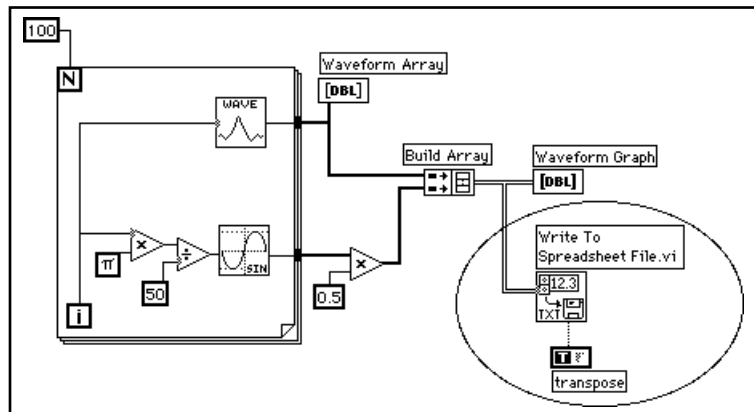 100
N
Waveform Array
[DBL]
WAVE
Build Array
Waveform Graph
[DBL]
Write To
Spreadsheet File.vi
π
×
÷
SIN
×
50
0.5
i
12.3
TXT
T
transpose